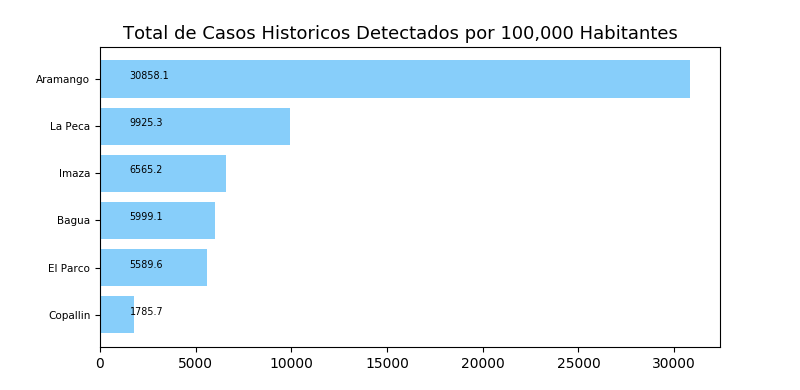 Total de Casos Historicos Detectados por 100,000 Habitantes
Aramango 30858.1
La Peca 9925.3
Imaza 6565.2
Bagua 5999.1
El Parco 5589.6
Copallin 1785.7
0 5000 10000 15000 20000 25000 30000